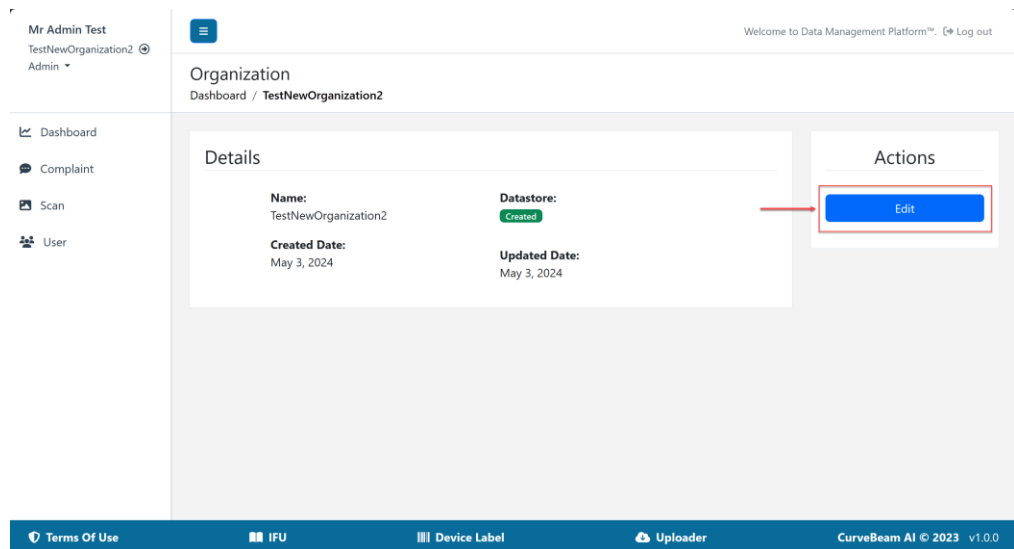 Mr Admin Test
TestNewOrganization2
Admin
Welcome to Data Management Platform™. Log out
Organization
Dashboard / TestNewOrganization2
Dashboard
Complaint
Scan
User
Details
Name:
TestNewOrganization2
Datastore:
Created
Created Date:
May 3, 2024
Updated Date:
May 3, 2024
Actions
Edit
Terms Of Use
IFU
Device Label
Uploader
CurveBeam AI © 2023 v1.0.0